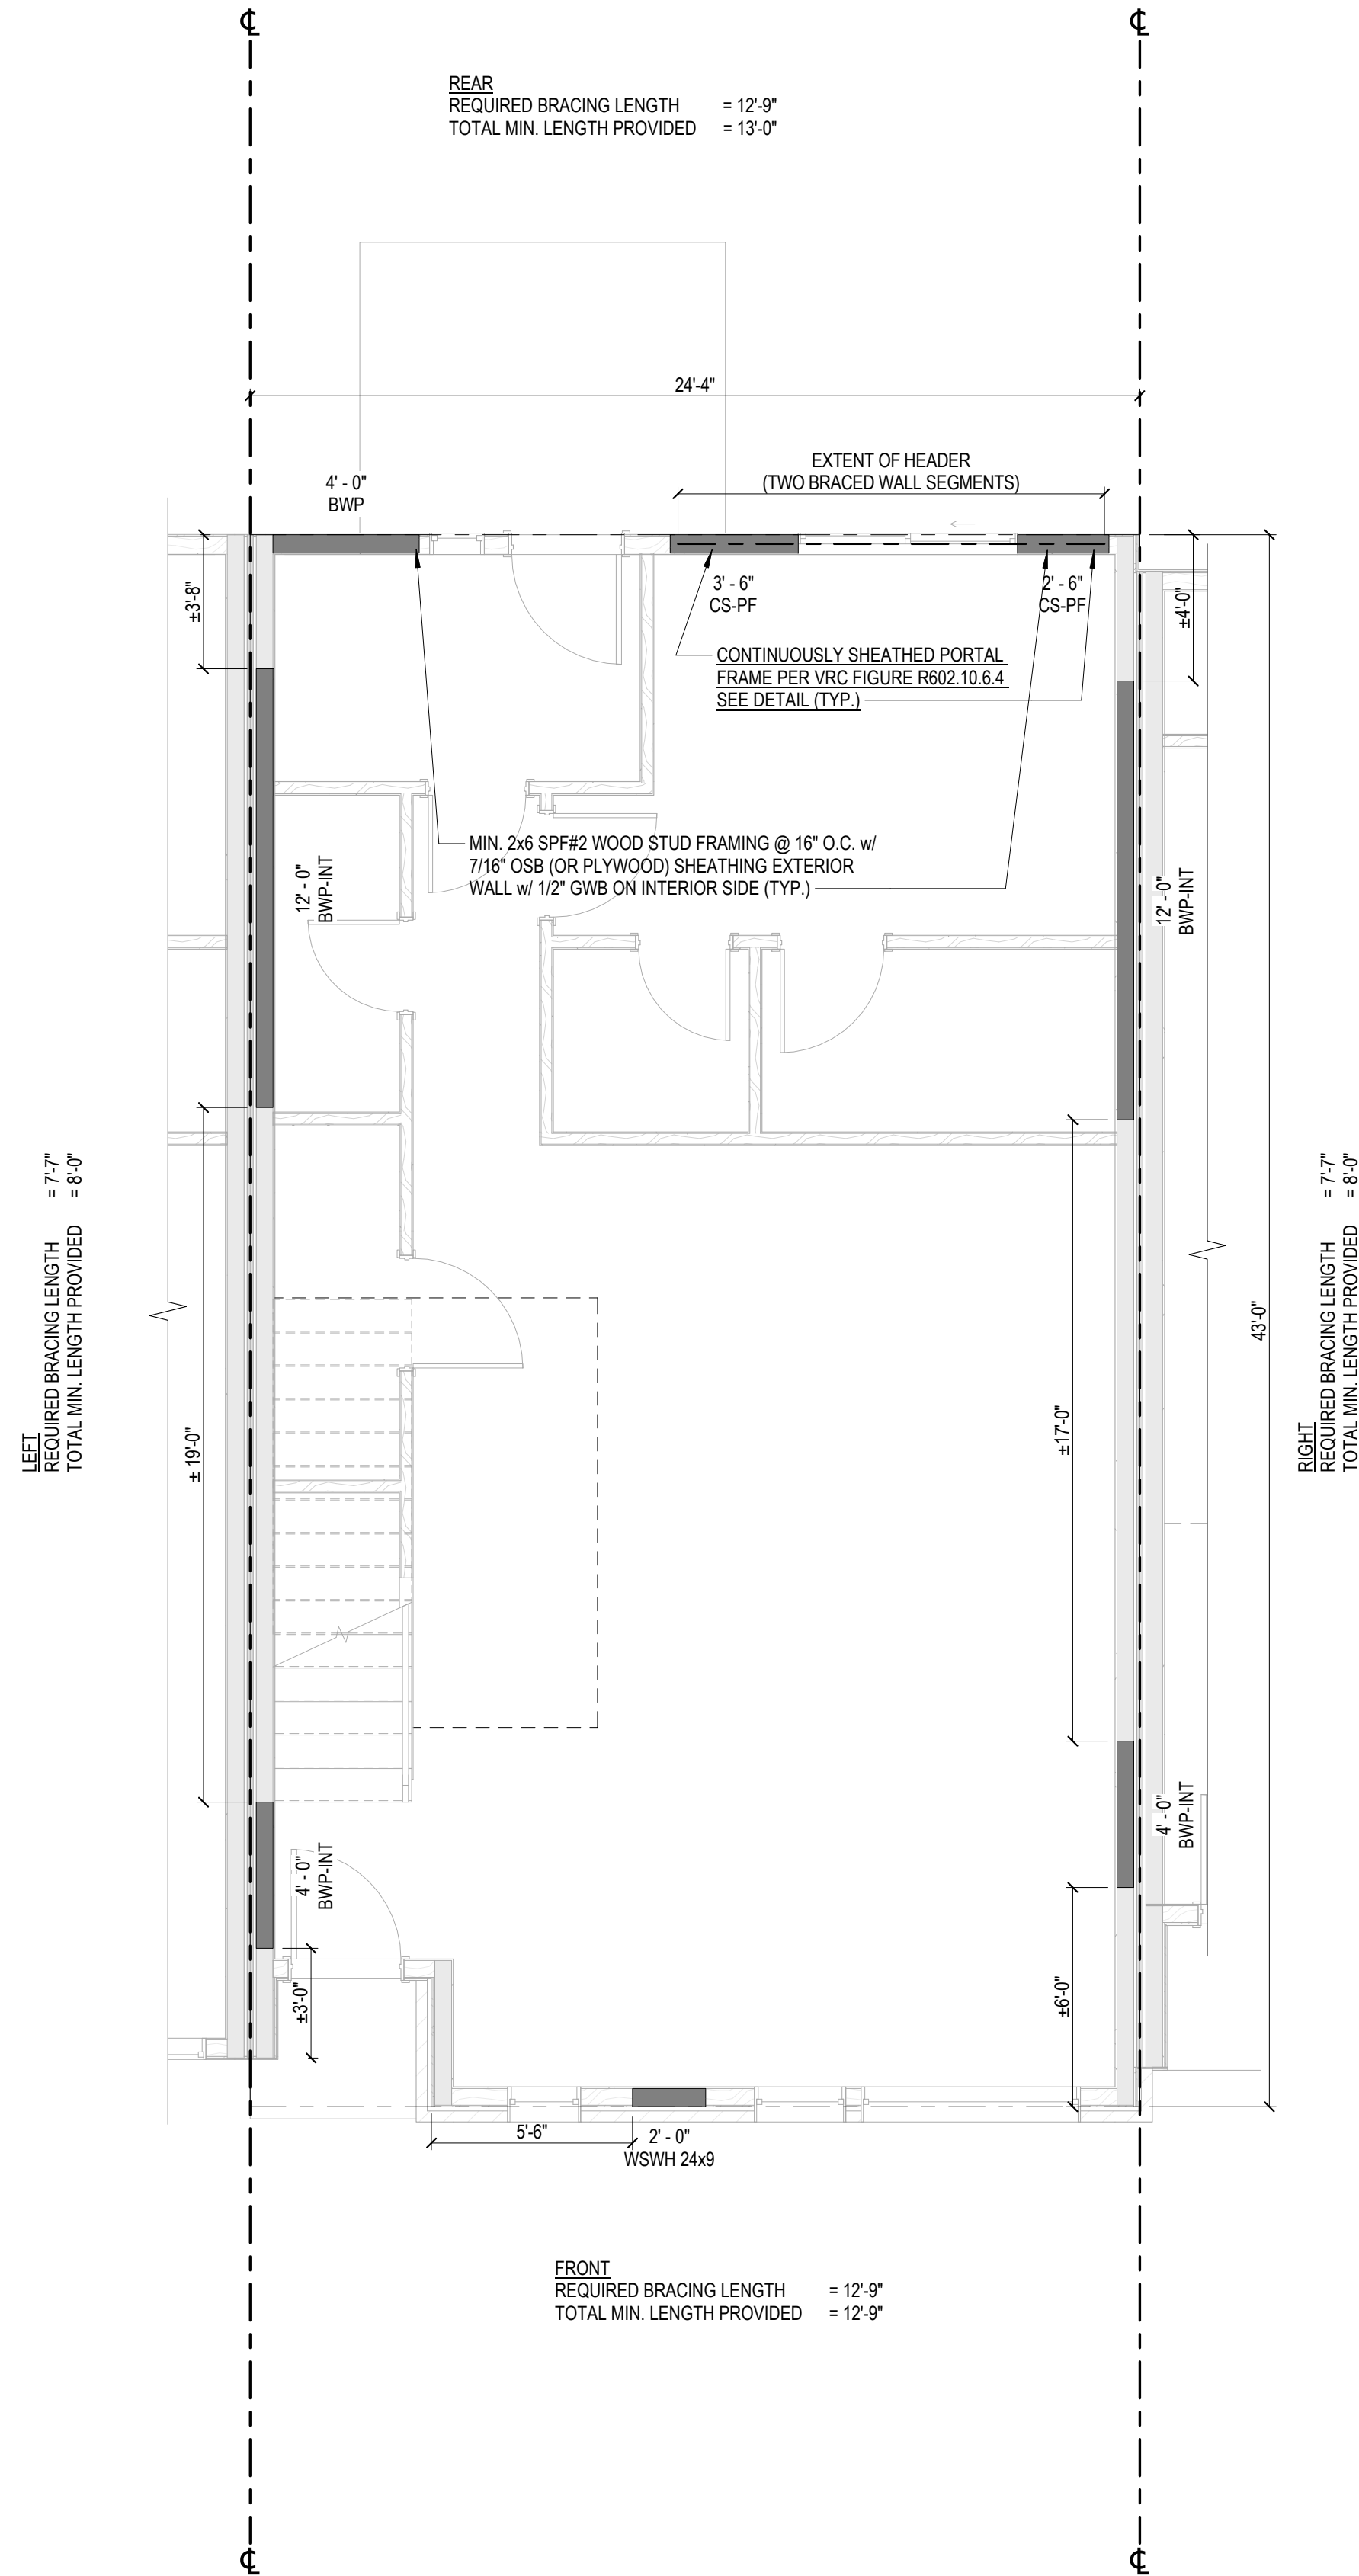 ℄
℄
REAR
REQUIRED BRACING LENGTH = 12'-9"
TOTAL MIN. LENGTH PROVIDED = 13'-0"
24'-4"
EXTENT OF HEADER
(TWO BRACED WALL SEGMENTS)
4' - 0"
BWP
±3'-8"
3' - 6"
CS-PF
2' - 6"
CS-PF
±4'-0"
CONTINUOUSLY SHEATHED PORTAL
FRAME PER VRC FIGURE R602.10.6.4
SEE DETAIL (TYP.)
MIN. 2x6 SPF#2 WOOD STUD FRAMING @ 16" O.C. w/
7/16" OSB (OR PLYWOOD) SHEATHING EXTERIOR
WALL w/ 1/2" GWB ON INTERIOR SIDE (TYP.)
12' - 0"
BWP-INT
12' - 0"
BWP-INT
LEFT
REQUIRED BRACING LENGTH = 7'-7"
TOTAL MIN. LENGTH PROVIDED = 8'-0"
± 19'-0"
±17'-0"
43'-0"
RIGHT
REQUIRED BRACING LENGTH = 7'-7"
TOTAL MIN. LENGTH PROVIDED = 8'-0"
4' - 0"
BWP-INT
4' - 0"
BWP-INT
±3'-0"
±6'-0"
5'-6"
2' - 0"
WSWH 24x9
FRONT
REQUIRED BRACING LENGTH = 12'-9"
TOTAL MIN. LENGTH PROVIDED = 12'-9"
℄
℄